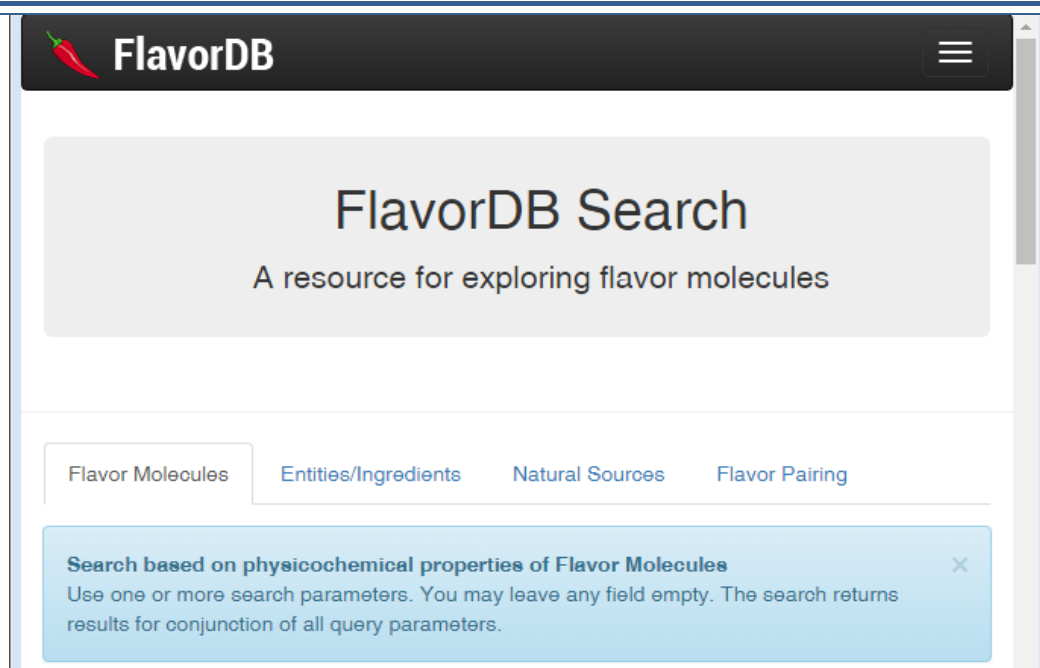 FlavorDB
FlavorDB Search
A resource for exploring flavor molecules
Flavor Molecules Entities/Ingredients Natural Sources Flavor Pairing
Search based on physicochemical properties of Flavor Molecules ×
Use one or more search parameters. You may leave any field empty. The search returns
results for conjunction of all query parameters.